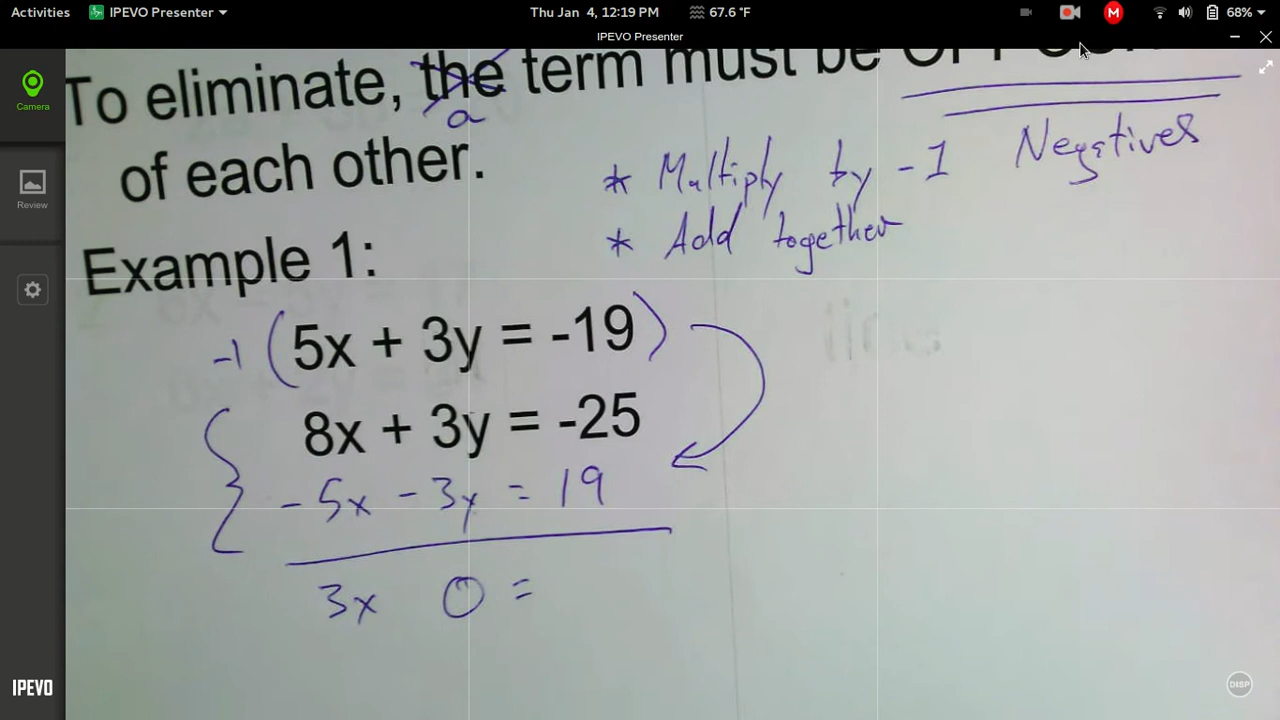 Activities IPEVO Presenter Thu Jan 4, 12:19 PM 67.6 °F M 68%
IPEVO Presenter
Camera
Review
IPEVO
To eliminate, the term must be
a
of each other.
Negatives
* Multiply by -1
* Add together
Example 1:
-1 (5x + 3y = -19)
8x + 3y = -25
-5x - 3y = 19
3x 0 =
DISP